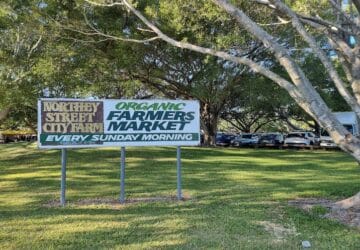 NORTHEY
STREET
CITY FARM
ORGANIC
FARMERS
MARKET
EVERY SUNDAY MORNING